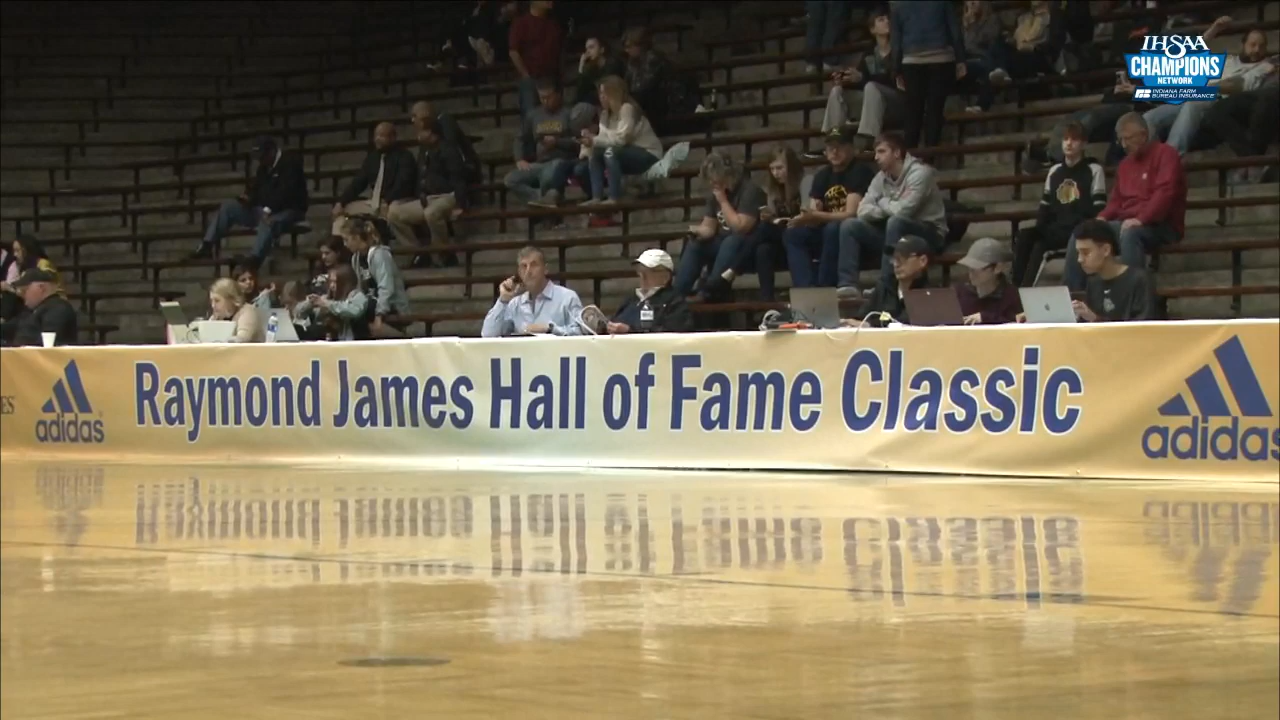 IHSAA
CHAMPIONS
NETWORK
INDIANA FARM
BUREAU INSURANCE
adidas
Raymond James Hall of Fame Classic
adidas